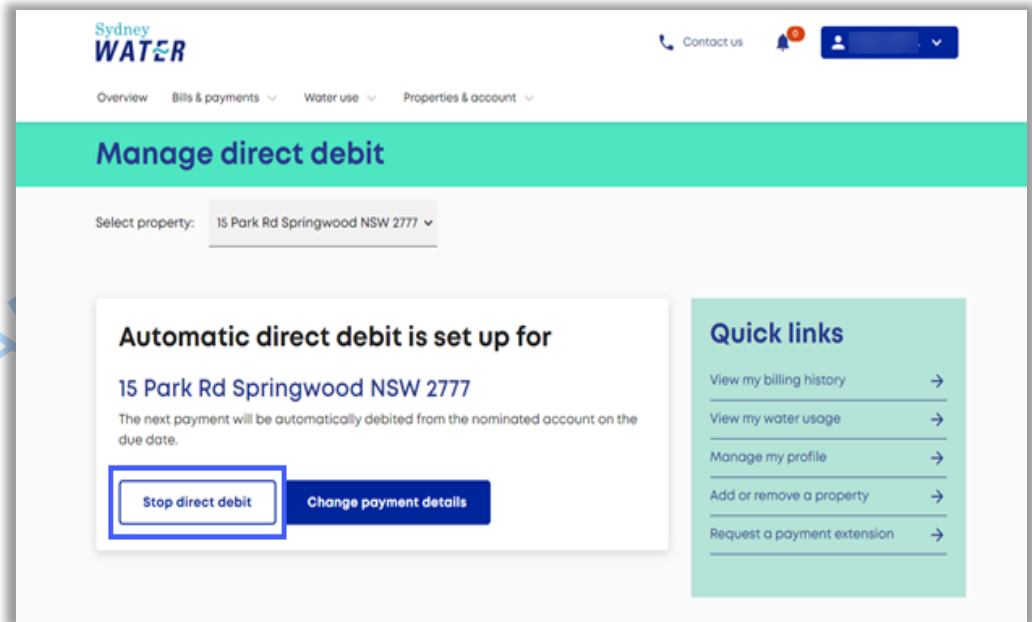 Sydney
WATER
Contact us
0
Overview Bills & payments Water use Properties & account
Manage direct debit
Select property: 15 Park Rd Springwood NSW 2777
Automatic direct debit is set up for
15 Park Rd Springwood NSW 2777
The next payment will be automatically debited from the nominated account on the
due date.
Stop direct debit Change payment details
Quick links
View my billing history
View my water usage
Manage my profile
Add or remove a property
Request a payment extension